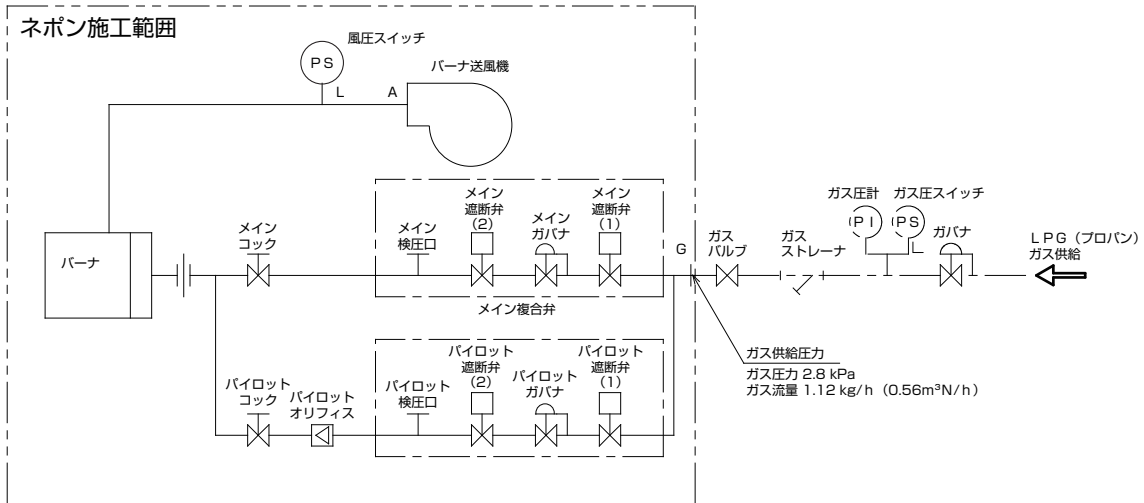 ネポン施工範囲
風圧スイッチ
PS
L
A
バーナ送風機
バーナ
メイン
コック
メイン
検圧口
メイン
遮断弁
(2)
メイン
ガバナ
メイン
遮断弁
(1)
メイン複合弁
G
ガス
バルブ
ガス
ストレーナ
ガス圧計
PI
ガス圧スイッチ
PS
L
ガバナ
LPG(プロパン)
ガス供給
パイロット
コック
パイロット
オリフィス
パイロット
検圧口
パイロット
遮断弁
(2)
パイロット
ガバナ
パイロット
遮断弁
(1)
ガス供給圧力
ガス圧力 2.8 kPa
ガス流量 1.12 kg/h (0.56m³N/h)